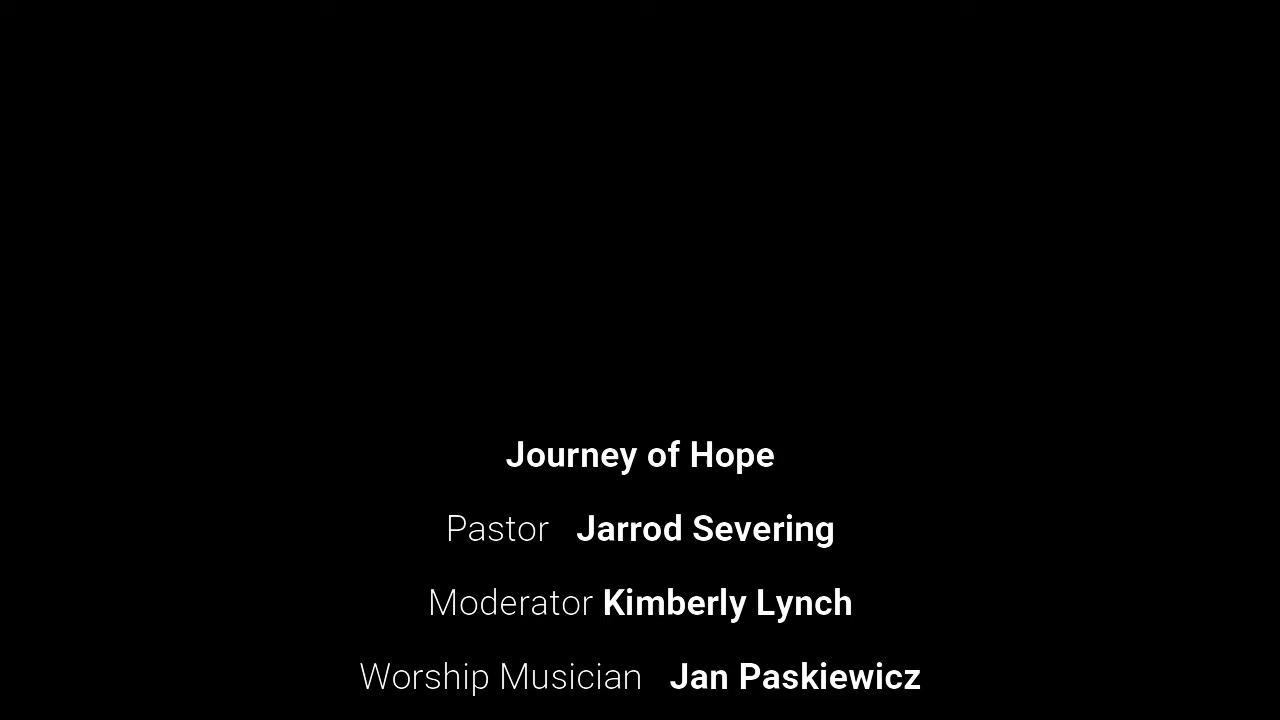 Journey of Hope
Pastor Jarrod Severing
Moderator Kimberly Lynch
Worship Musician Jan Paskiewicz